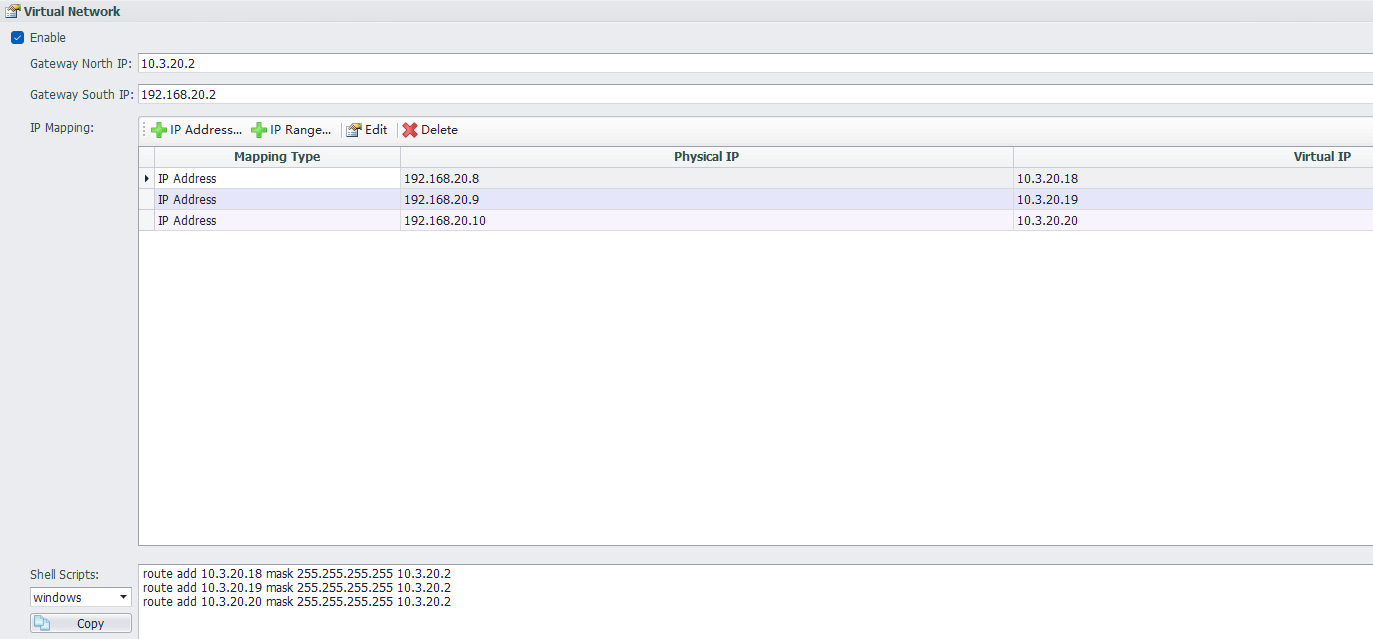 Virtual Network
Enable
Gateway North IP: 10.3.20.2
Gateway South IP: 192.168.20.2
IP Mapping: IP Address... IP Range... Edit Delete
Mapping Type Physical IP Virtual IP
IP Address 192.168.20.8 10.3.20.18
IP Address 192.168.20.9 10.3.20.19
IP Address 192.168.20.10 10.3.20.20
Shell Scripts:
windows
Copy
route add 10.3.20.18 mask 255.255.255.255 10.3.20.2
route add 10.3.20.19 mask 255.255.255.255 10.3.20.2
route add 10.3.20.20 mask 255.255.255.255 10.3.20.2